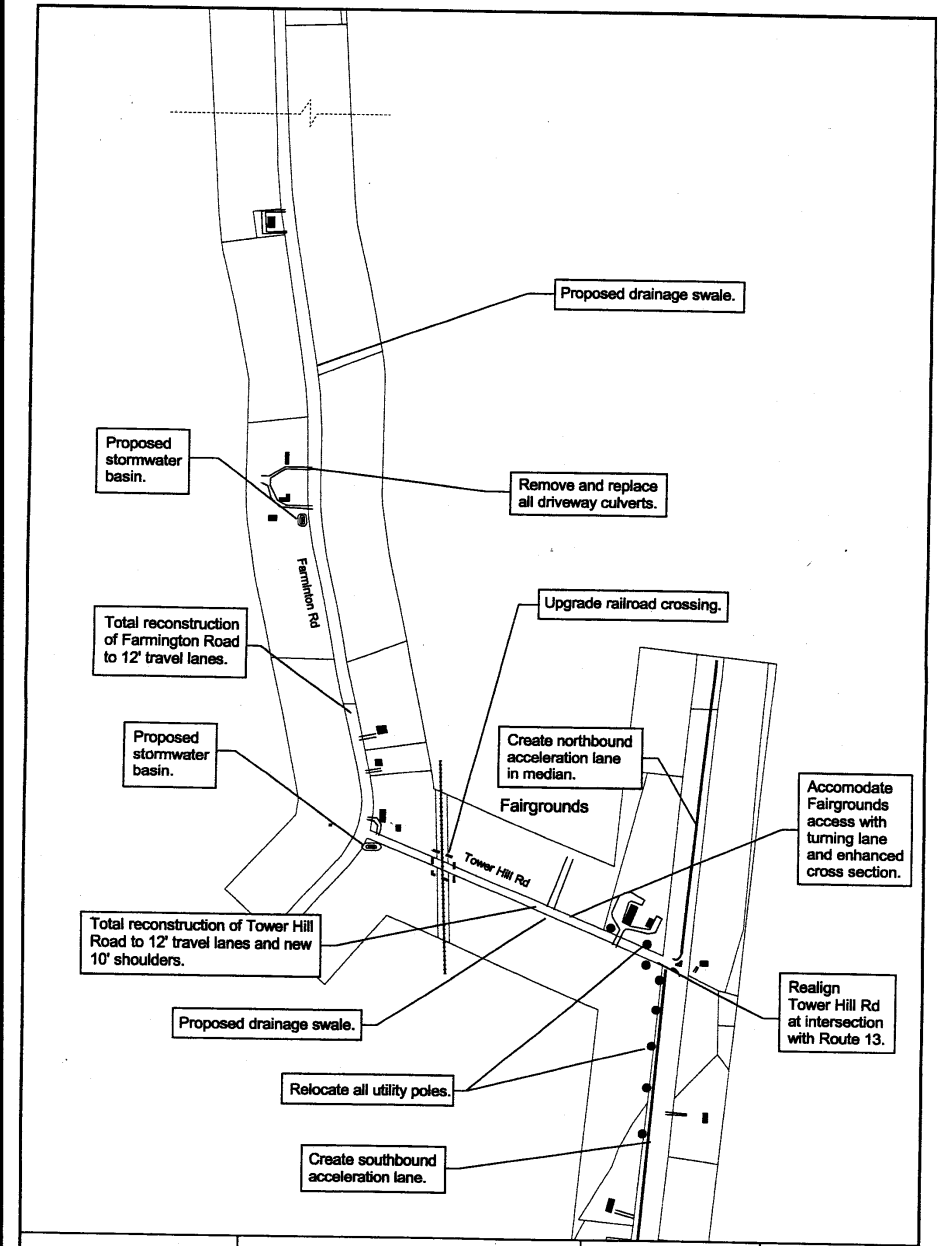 Proposed drainage swale.
Proposed
stormwater
basin.
Remove and replace
all driveway culverts.
Farminton Rd
Upgrade railroad crossing.
Total reconstruction
of Farmington Road
to 12' travel lanes.
Proposed
stormwater
basin.
Create northbound
acceleration lane
in median.
Fairgrounds
Accomodate
Fairgrounds
access with
turning lane
and enhanced
cross section.
Tower Hill Rd
Total reconstruction of Tower Hill
Road to 12' travel lanes and new
10' shoulders.
Realign
Tower Hill Rd
at intersection
with Route 13.
Proposed drainage swale.
Relocate all utility poles.
Create southbound
acceleration lane.